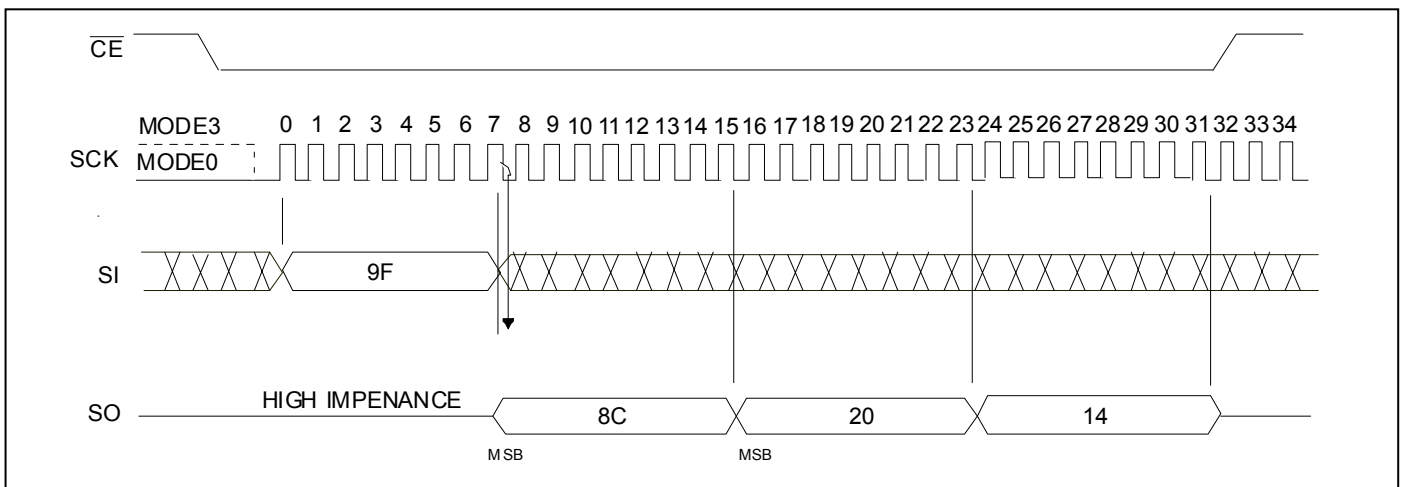 CE
MODE3 0 1 2 3 4 5 6 7 8 9 10 11 12 13 14 15 16 17 18 19 20 21 22 23 24 25 26 27 28 29 30 31 32 33 34
SCK MODE0
SI 9F
HIGH IMPENANCE
SO 8C 20 14
MSB MSB